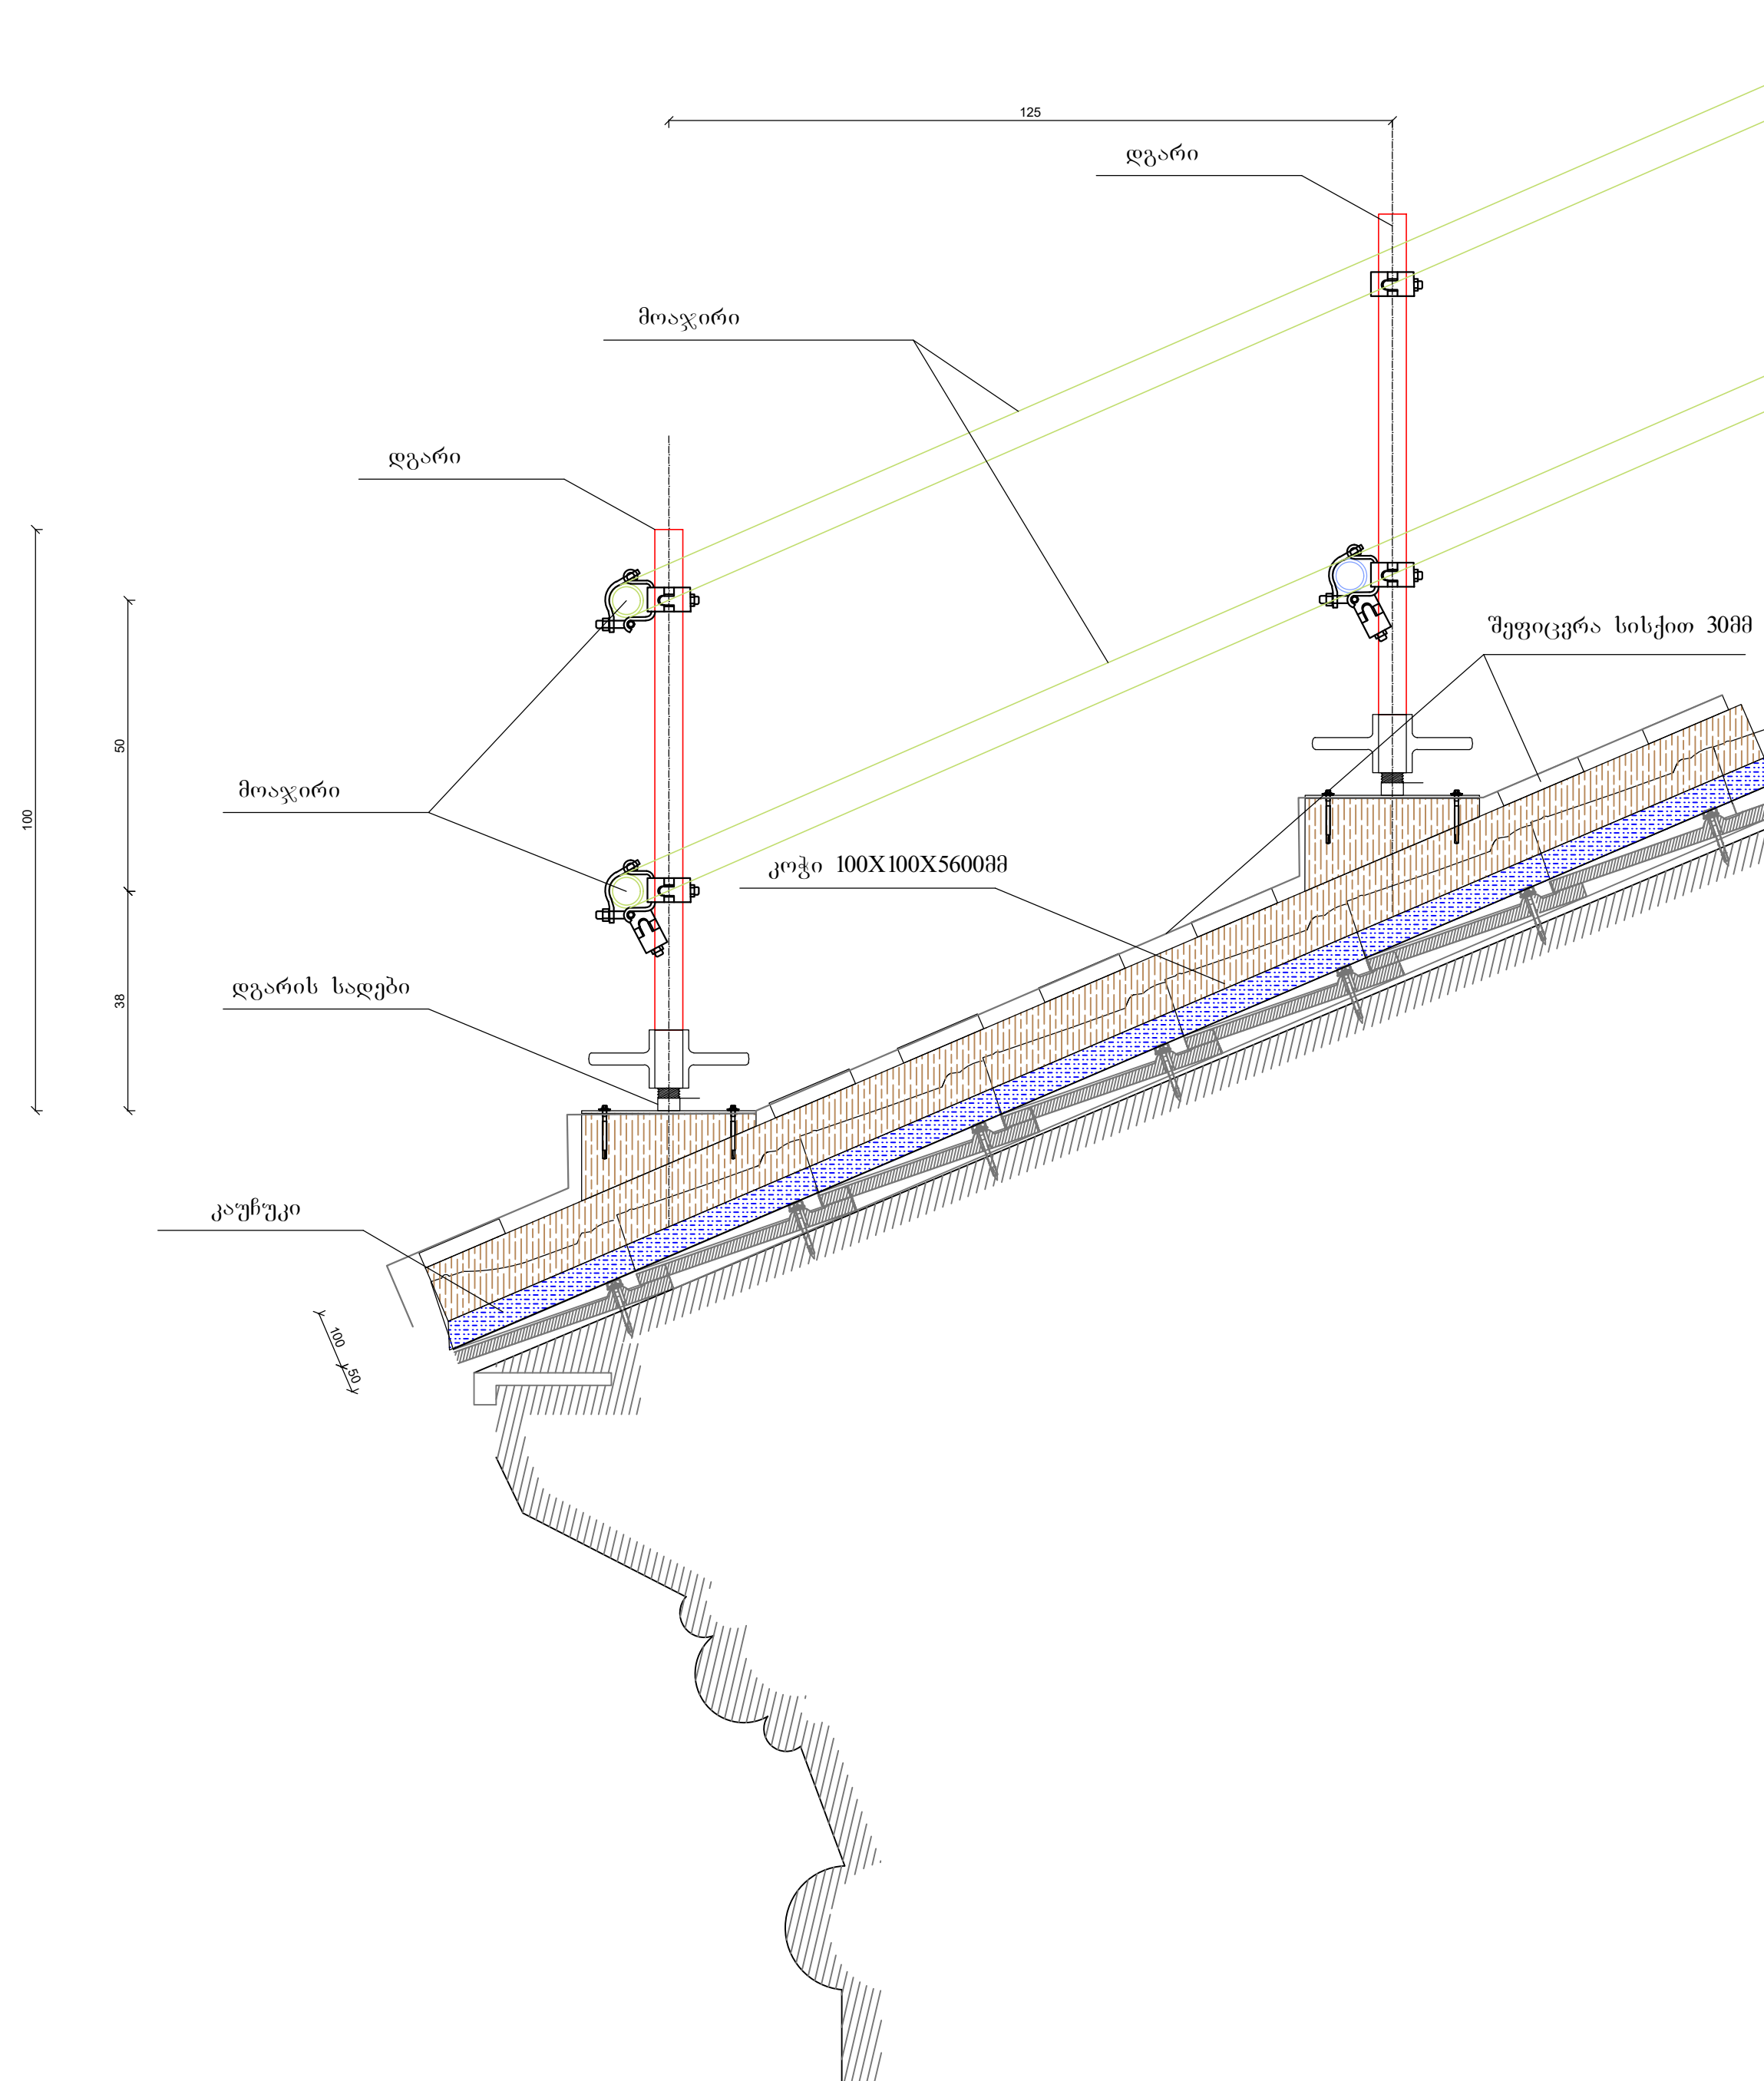 125
დგარი
მოაჯირი
დგარი
შეფიცვრა სისქით 30მმ
50
მოაჯირი
100
კოჭი 100X100X5600მმ
დგარის სადები
38
კაუჩუკი
100
50